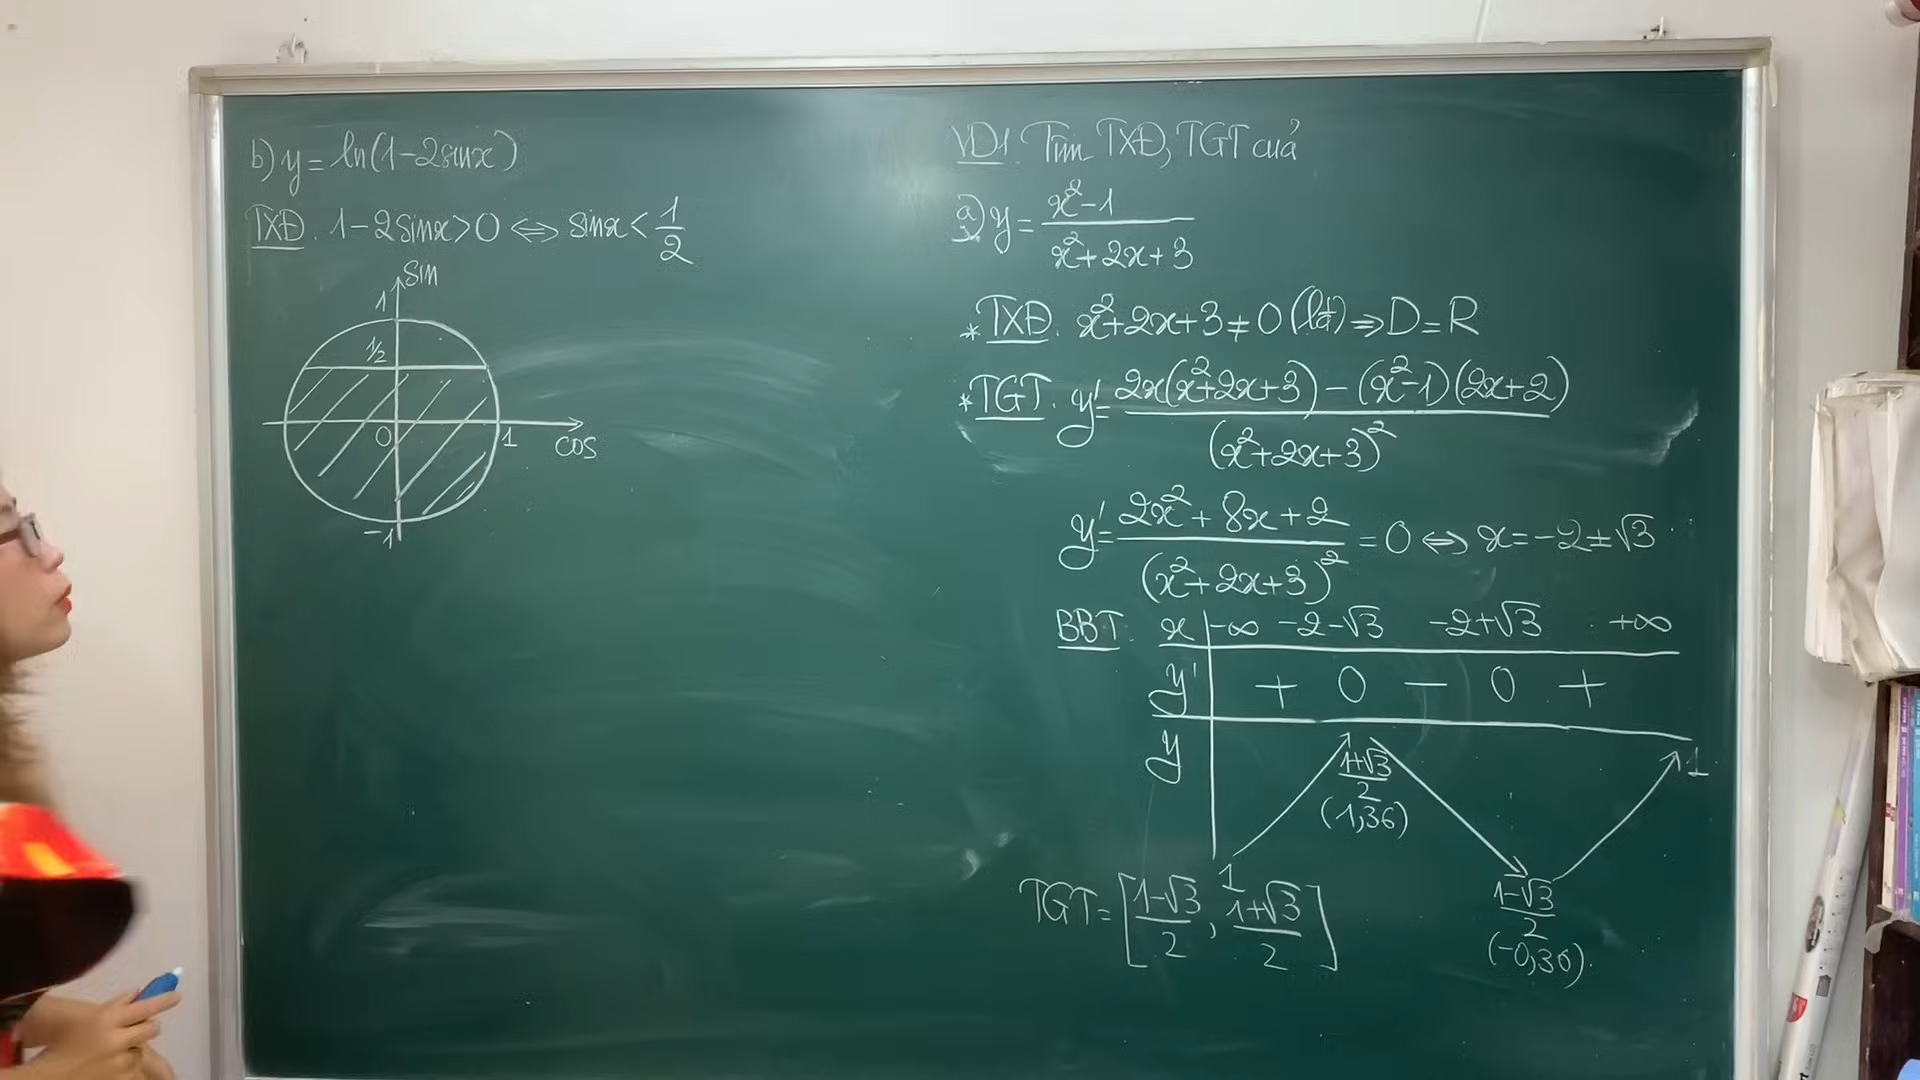 b) y = ln(1-2sinx)
TXĐ. 1-2sinx>0 ⇔ sinx < 1/2
sin
1
1/2
0
1
cos
-1
VD1. Tìm TXĐ, TGT của
a) y = (x²-1)/(x²+2x+3)
* TXĐ. x²+2x+3 ≠ 0 (lđ) ⇒ D = R
* TGT. y' = (2x(x²+2x+3) - (x²-1)(2x+2))/(x²+2x+3)²
y' = (2x²+8x+2)/(x²+2x+3)² = 0 ⇔ x = -2±√3
BBT. x -∞ -2-√3 -2+√3 +∞
y' + 0 - 0 +
y
1
(1+√3)/2
(1,36)
1
(1-√3)/2
(-0,36).
TGT = [(1-√3)/2, (1+√3)/2]